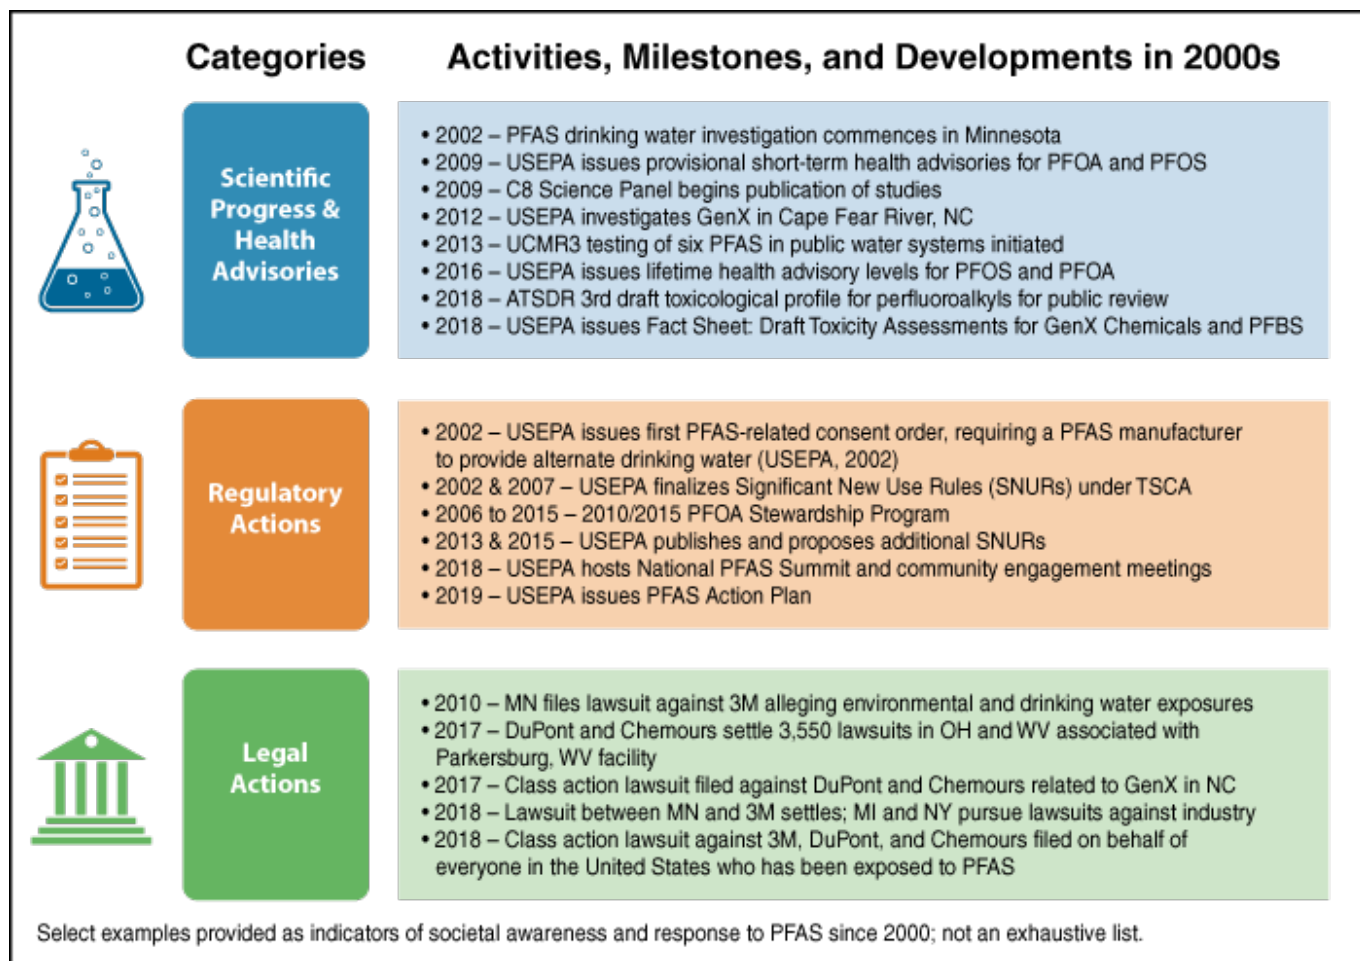 Categories
Activities, Milestones, and Developments in 2000s
Scientific
Progress &
Health
Advisories
• 2002 – PFAS drinking water investigation commences in Minnesota
• 2009 – USEPA issues provisional short-term health advisories for PFOA and PFOS
• 2009 – C8 Science Panel begins publication of studies
• 2012 – USEPA investigates GenX in Cape Fear River, NC
• 2013 – UCMR3 testing of six PFAS in public water systems initiated
• 2016 – USEPA issues lifetime health advisory levels for PFOS and PFOA
• 2018 – ATSDR 3rd draft toxicological profile for perfluoroalkyls for public review
• 2018 – USEPA issues Fact Sheet: Draft Toxicity Assessments for GenX Chemicals and PFBS
Regulatory
Actions
• 2002 – USEPA issues first PFAS-related consent order, requiring a PFAS manufacturer
to provide alternate drinking water (USEPA, 2002)
• 2002 & 2007 – USEPA finalizes Significant New Use Rules (SNURs) under TSCA
• 2006 to 2015 – 2010/2015 PFOA Stewardship Program
• 2013 & 2015 – USEPA publishes and proposes additional SNURs
• 2018 – USEPA hosts National PFAS Summit and community engagement meetings
• 2019 – USEPA issues PFAS Action Plan
Legal
Actions
• 2010 – MN files lawsuit against 3M alleging environmental and drinking water exposures
• 2017 – DuPont and Chemours settle 3,550 lawsuits in OH and WV associated with
Parkersburg, WV facility
• 2017 – Class action lawsuit filed against DuPont and Chemours related to GenX in NC
• 2018 – Lawsuit between MN and 3M settles; MI and NY pursue lawsuits against industry
• 2018 – Class action lawsuit against 3M, DuPont, and Chemours filed on behalf of
everyone in the United States who has been exposed to PFAS
Select examples provided as indicators of societal awareness and response to PFAS since 2000; not an exhaustive list.